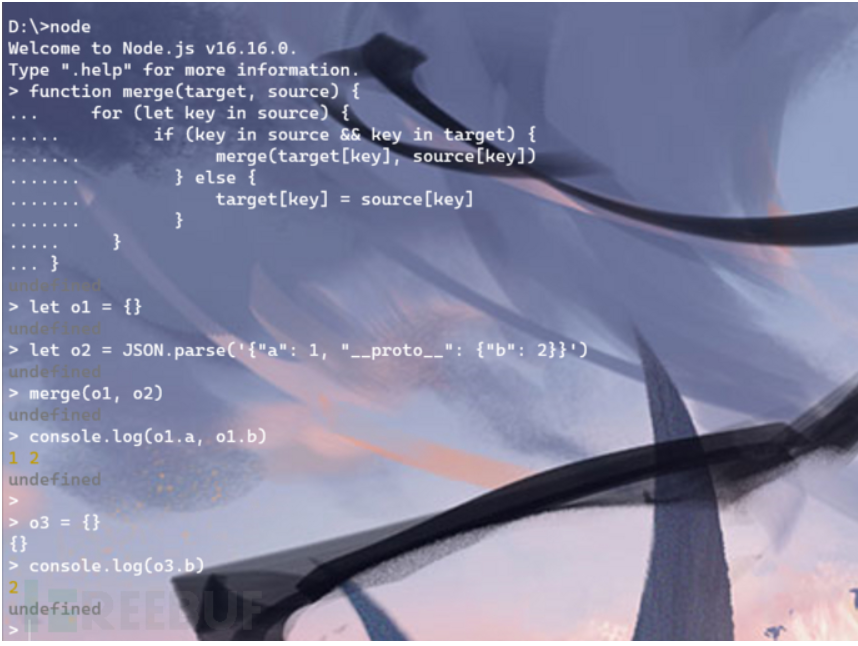 D:\>node
Welcome to Node.js v16.16.0.
Type ".help" for more information.
> function merge(target, source) {
...     for (let key in source) {
.....           if (key in source && key in target) {
.......                 merge(target[key], source[key])
.......             } else {
.......                 target[key] = source[key]
.......             }
.....       }
... }
undefined
> let o1 = {}
undefined
> let o2 = JSON.parse('{"a": 1, "__proto__": {"b": 2}}')
undefined
> merge(o1, o2)
undefined
> console.log(o1.a, o1.b)
1 2
undefined
>
> o3 = {}
{}
> console.log(o3.b)
2
undefined
>
FREEBUF